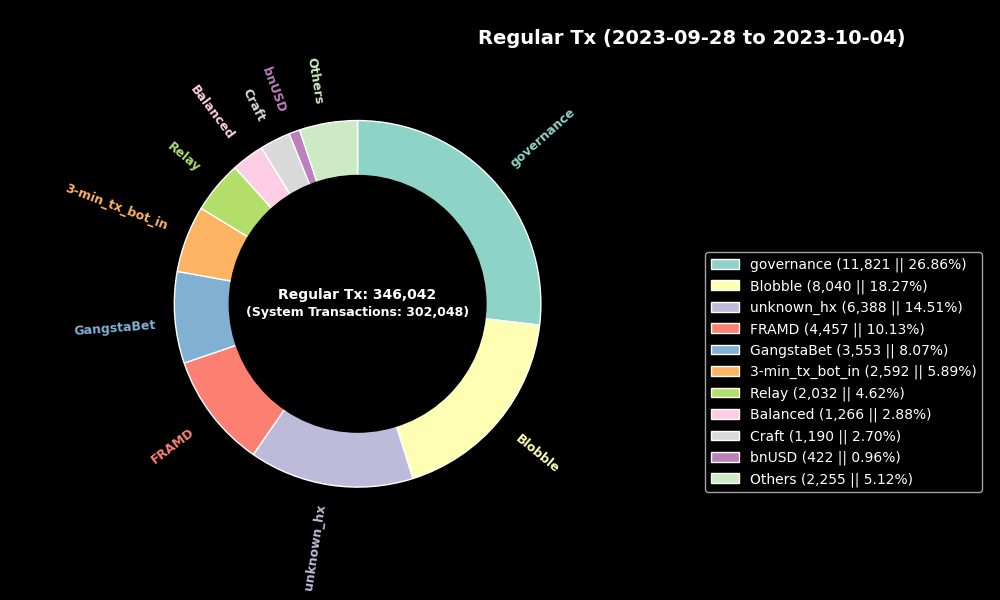 Regular Tx (2023-09-28 to 2023-10-04)
Others
bnUSD
Craft
Balanced
Relay
3-min_tx_bot_in
GangstaBet
FRAMD
unknown_hx
Blobble
governance
Regular Tx: 346,042
(System Transactions: 302,048)
governance (11,821 || 26.86%)
Blobble (8,040 || 18.27%)
unknown_hx (6,388 || 14.51%)
FRAMD (4,457 || 10.13%)
GangstaBet (3,553 || 8.07%)
3-min_tx_bot_in (2,592 || 5.89%)
Relay (2,032 || 4.62%)
Balanced (1,266 || 2.88%)
Craft (1,190 || 2.70%)
bnUSD (422 || 0.96%)
Others (2,255 || 5.12%)